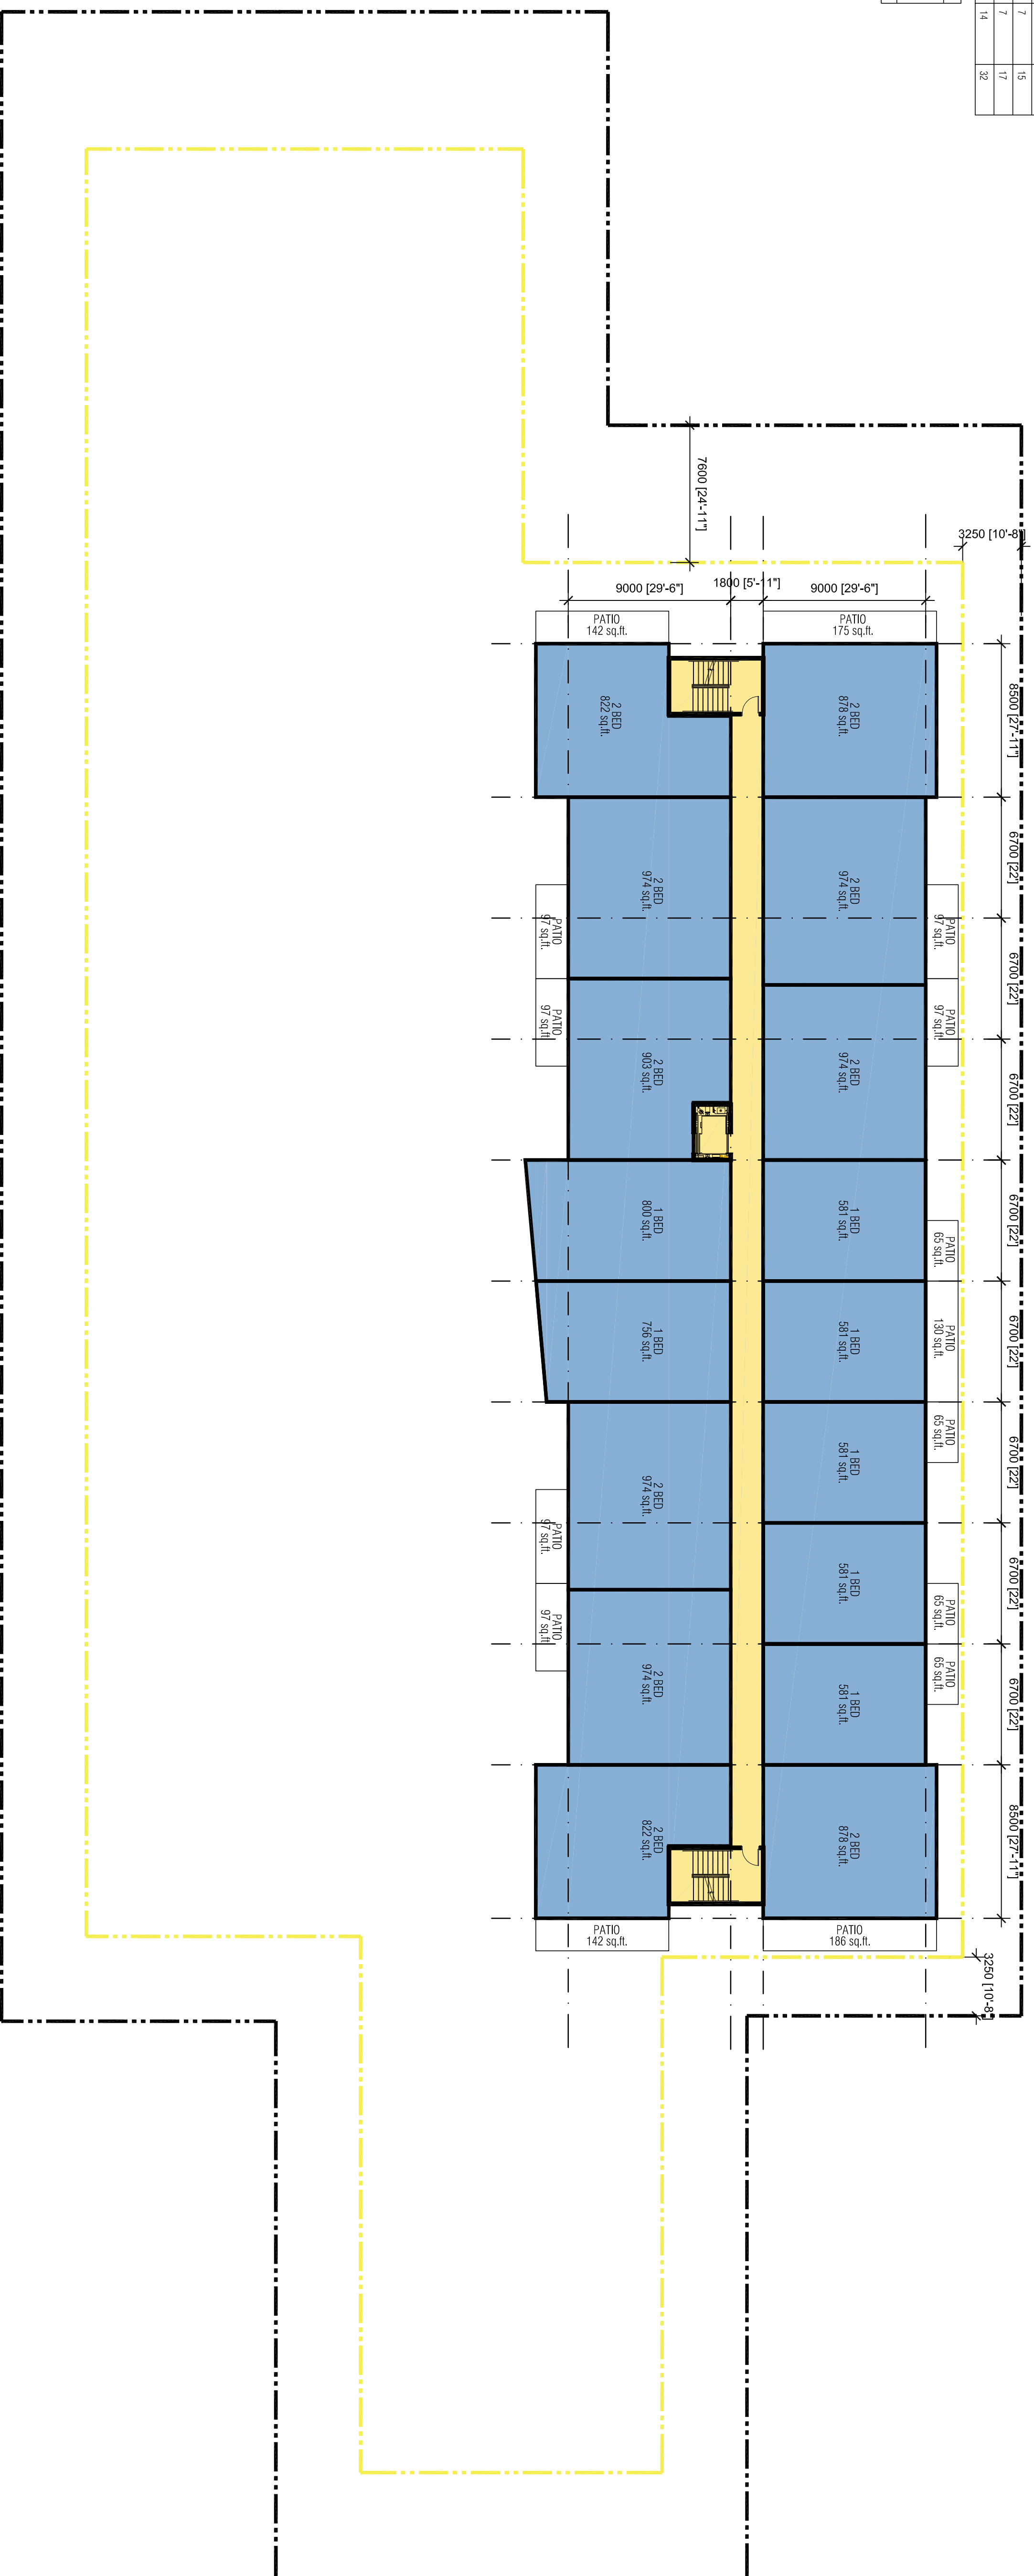 7
15
7
17
14
32
7600 [24'-11"]
3250 [10'-8"]
9000 [29'-6"]
1800 [5'-11"]
9000 [29'-6"]
PATIO
142 sq.ft.
PATIO
175 sq.ft.
2 BED
822 sq.ft.
2 BED
878 sq.ft.
8500 [27'-11"]
2 BED
974 sq.ft.
2 BED
974 sq.ft.
6700 [22']
PATIO
97 sq.ft.
PATIO
97 sq.ft.
6700 [22']
PATIO
97 sq.ft.
PATIO
97 sq.ft.
2 BED
903 sq.ft.
2 BED
974 sq.ft.
6700 [22']
1 BED
800 sq.ft.
1 BED
581 sq.ft.
PATIO
65 sq.ft.
6700 [22']
1 BED
756 sq.ft.
1 BED
581 sq.ft.
PATIO
130 sq.ft.
6700 [22']
2 BED
974 sq.ft.
1 BED
581 sq.ft.
PATIO
65 sq.ft.
6700 [22']
PATIO
97 sq.ft.
1 BED
581 sq.ft.
PATIO
65 sq.ft.
6700 [22']
PATIO
97 sq.ft.
2 BED
974 sq.ft.
1 BED
581 sq.ft.
PATIO
65 sq.ft.
6700 [22']
2 BED
822 sq.ft.
2 BED
878 sq.ft.
8500 [27'-11"]
PATIO
142 sq.ft.
PATIO
186 sq.ft.
3250 [10'-8"]